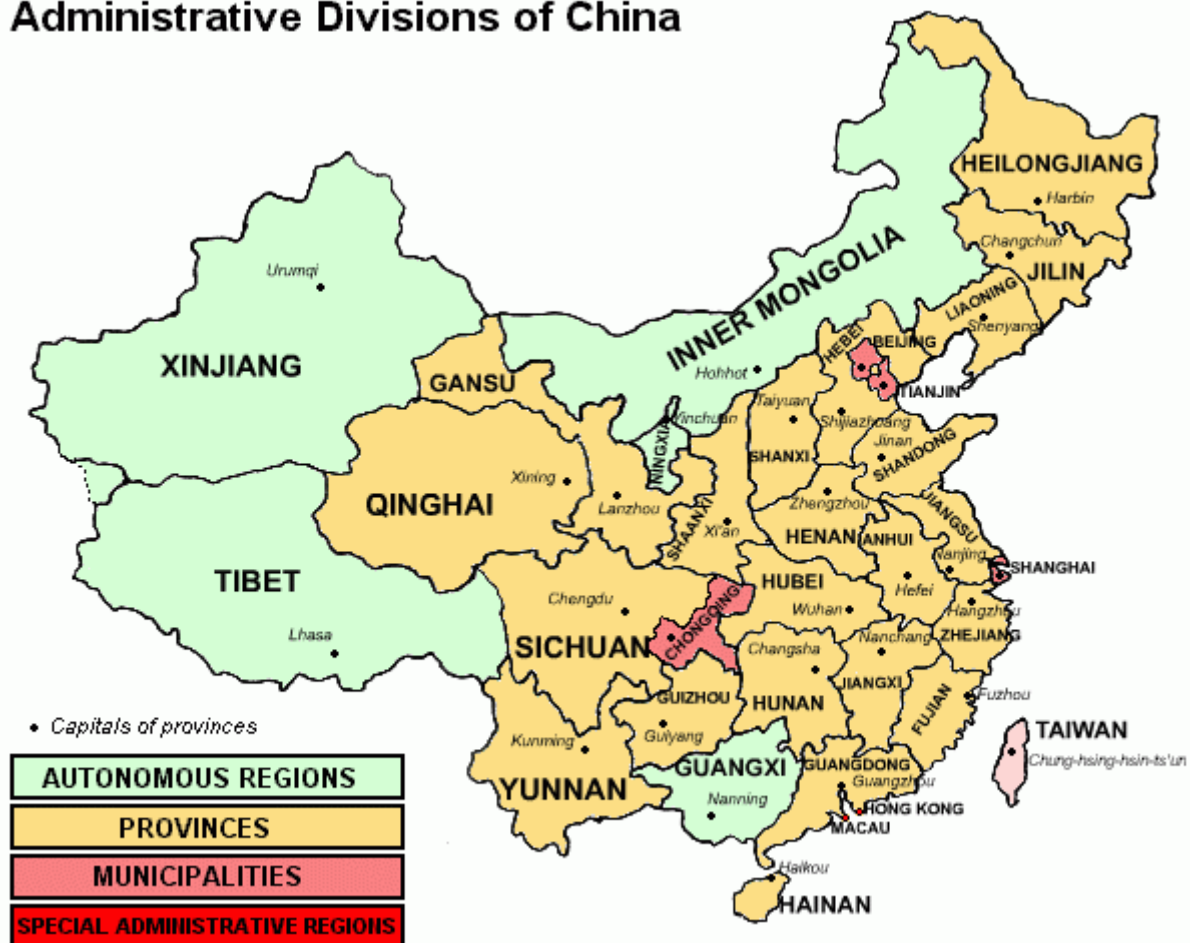 Administrative Divisions of China
HEILONGJIANG
Harbin
Changchun
JILIN
INNER MONGOLIA
LIAONING
Shenyang
Urumqi
XINJIANG
HEBEI
BEIJING
Hohhot
GANSU
TIANJIN
Taiyuan
Yinchuan
Shijiazhoang
NINGXIA
Jinan
SHANXI
SHANDONG
Xining
QINGHAI
Lanzhou
Zhengzhou
JIANGSU
SHAANXI
Xi'an
HENAN
ANHUI
Nanjing
SHANGHAI
TIBET
HUBEI
Hefei
Chengdu
CHONGQING
Wuhan
Hangzhou
Lhasa
SICHUAN
Changsha
Nanchang
ZHEJIANG
JIANGXI
GUIZHOU
HUNAN
FUJIAN
Fuzhou
• Capitals of provinces
Kunming
Guiyang
TAIWAN
Chung-hsing-hsin-ts'un
GUANGXI
GUANGDONG
Guangzhou
YUNNAN
Nanning
HONG KONG
MACAU
Haikou
HAINAN
AUTONOMOUS REGIONS
PROVINCES
MUNICIPALITIES
SPECIAL ADMINISTRATIVE REGIONS